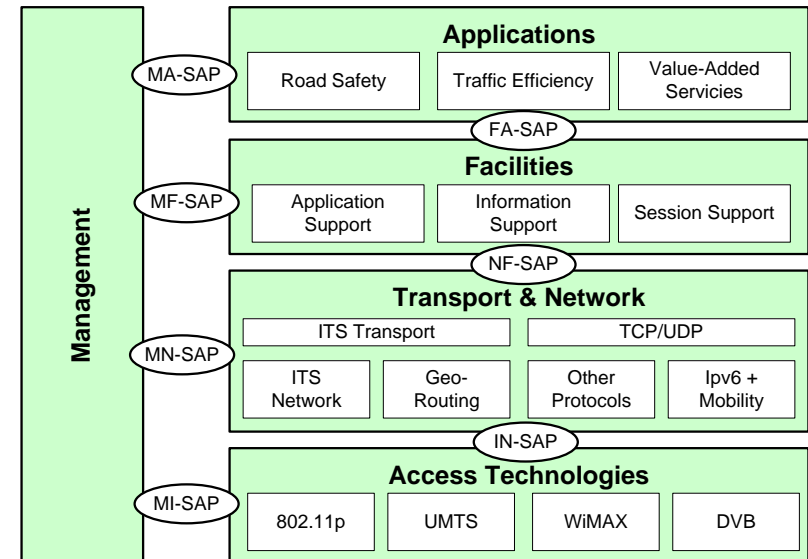 Management
Applications
MA-SAP
Road Safety
Traffic Efficiency
Value-Added
Servicies
FA-SAP
Facilities
MF-SAP
Application
Support
Information
Support
Session Support
NF-SAP
Transport & Network
ITS Transport
TCP/UDP
MN-SAP
ITS
Network
Geo-
Routing
Other
Protocols
Ipv6 +
Mobility
IN-SAP
Access Technologies
MI-SAP
802.11p
UMTS
WiMAX
DVB